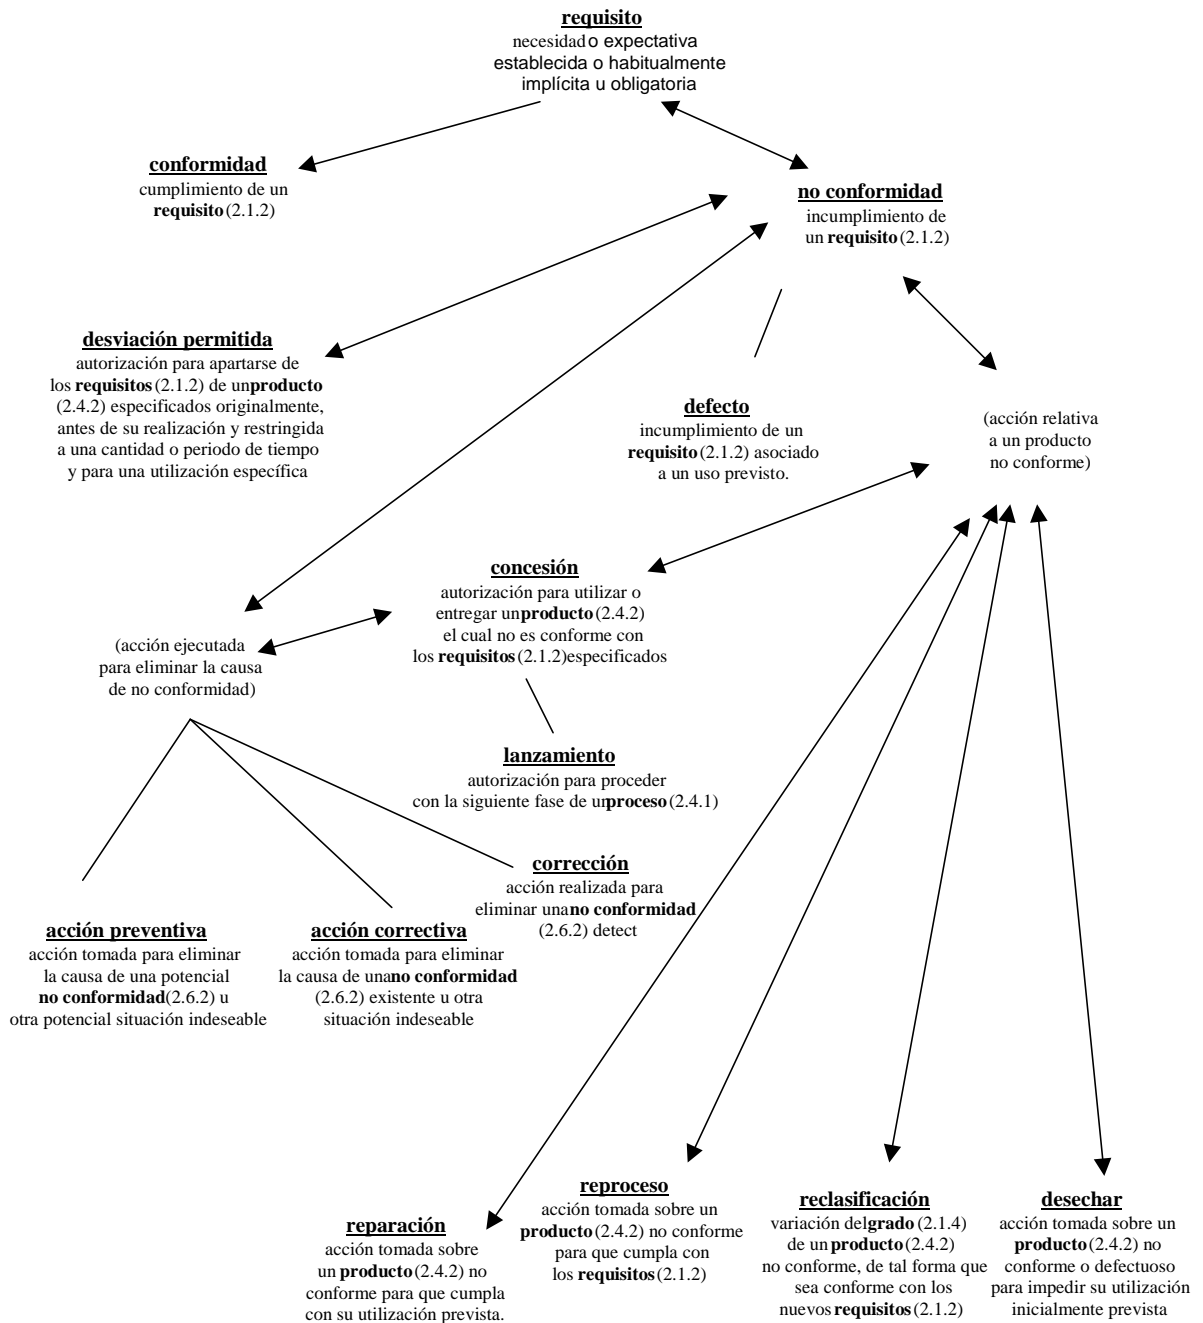 requisito
necesidad o expectativa
establecida o habitualmente
implícita u obligatoria
conformidad
cumplimiento de un
requisito (2.1.2)
no conformidad
incumplimiento de
un requisito (2.1.2)
desviación permitida
autorización para apartarse de
los requisitos (2.1.2) de unproducto
(2.4.2) especificados originalmente,
antes de su realización y restringida
a una cantidad o periodo de tiempo
y para una utilización específica
defecto
incumplimiento de un
requisito (2.1.2) asociado
a un uso previsto.
(acción relativa
a un producto
no conforme)
concesión
autorización para utilizar o
entregar unproducto (2.4.2)
el cual no es conforme con
los requisitos (2.1.2)especificados
(acción ejecutada
para eliminar la causa
de no conformidad)
lanzamiento
autorización para proceder
con la siguiente fase de unproceso (2.4.1)
corrección
acción realizada para
eliminar unano conformidad
(2.6.2) detect
acción preventiva
acción tomada para eliminar
la causa de una potencial
no conformidad(2.6.2) u
otra potencial situación indeseable
acción correctiva
acción tomada para eliminar
la causa de unano conformidad
(2.6.2) existente u otra
situación indeseable
reparación
acción tomada sobre
un producto (2.4.2) no
conforme para que cumpla
con su utilización prevista.
reproceso
acción tomada sobre un
producto (2.4.2) no conforme
para que cumpla con
los requisitos (2.1.2)
reclasificación
variación delgrado (2.1.4)
de un producto (2.4.2)
no conforme, de tal forma que
sea conforme con los
nuevos requisitos (2.1.2)
desechar
acción tomada sobre un
producto (2.4.2) no
conforme o defectuoso
para impedir su utilización
inicialmente prevista